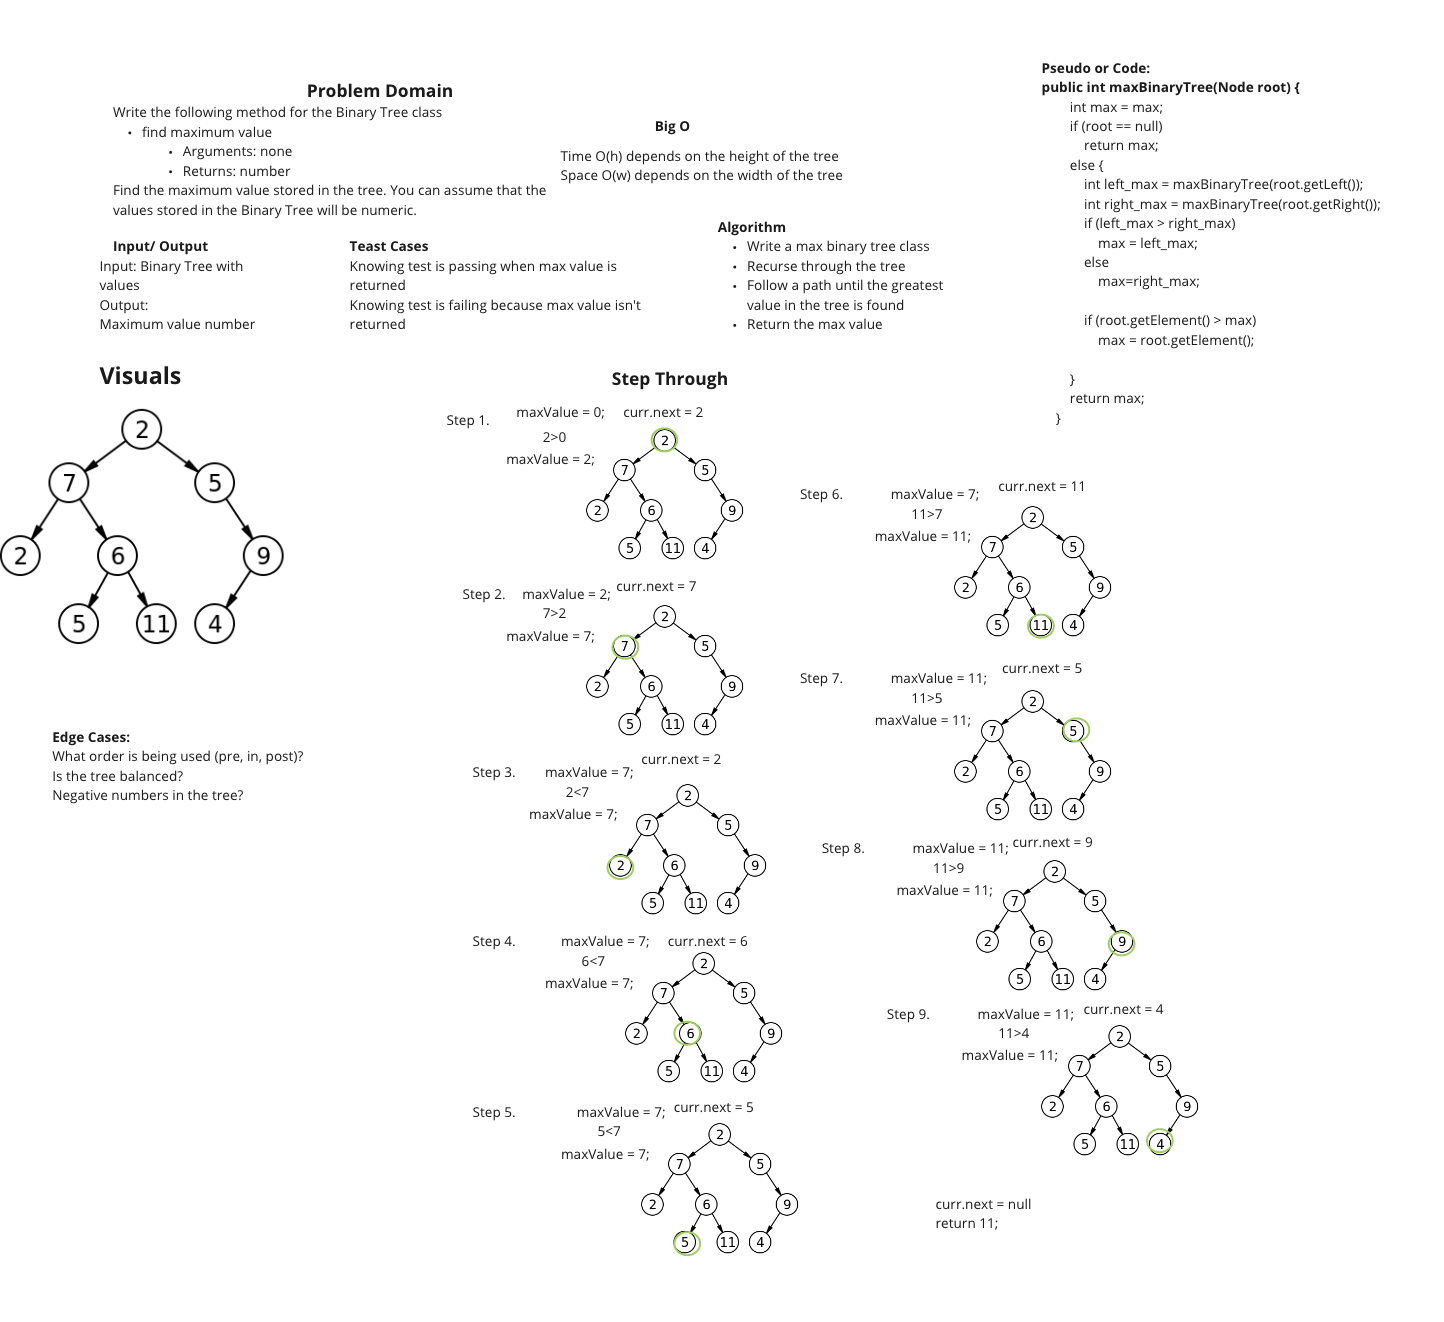 Problem Domain
Write the following method for the Binary Tree class
• find maximum value
• Arguments: none
• Returns: number
Find the maximum value stored in the tree. You can assume that the
values stored in the Binary Tree will be numeric.
Big O
Time O(h) depends on the height of the tree
Space O(w) depends on the width of the tree
Pseudo or Code:
public int maxBinaryTree(Node root) {
int max = max;
if (root == null)
return max;
else {
int left_max = maxBinaryTree(root.getLeft());
int right_max = maxBinaryTree(root.getRight());
if (left_max > right_max)
max = left_max;
else
max=right_max;
if (root.getElement() > max)
max = root.getElement();
}
return max;
}
Input/ Output
Input: Binary Tree with
values
Output:
Maximum value number
Teast Cases
Knowing test is passing when max value is
returned
Knowing test is failing because max value isn't
returned
Algorithm
• Write a max binary tree class
• Recurse through the tree
• Follow a path until the greatest
value in the tree is found
• Return the max value
Visuals
2
7 5
2 6 9
5 11 4
Edge Cases:
What order is being used (pre, in, post)?
Is the tree balanced?
Negative numbers in the tree?
Step Through
Step 1.
maxValue = 0; curr.next = 2
2>0
maxValue = 2;
2
7 5
2 6 9
5 11 4
Step 2.
maxValue = 2; curr.next = 7
7>2
maxValue = 7;
2
7 5
2 6 9
5 11 4
Step 3.
maxValue = 7; curr.next = 2
2<7
maxValue = 7;
2
7 5
2 6 9
5 11 4
Step 4.
maxValue = 7; curr.next = 6
6<7
maxValue = 7;
2
7 5
2 6 9
5 11 4
Step 5.
maxValue = 7; curr.next = 5
5<7
maxValue = 7;
2
7 5
2 6 9
5 11 4
Step 6.
maxValue = 7; curr.next = 11
11>7
maxValue = 11;
2
7 5
2 6 9
5 11 4
Step 7.
maxValue = 11; curr.next = 5
11>5
maxValue = 11;
2
7 5
2 6 9
5 11 4
Step 8.
maxValue = 11; curr.next = 9
11>9
maxValue = 11;
2
7 5
2 6 9
5 11 4
Step 9.
maxValue = 11; curr.next = 4
11>4
maxValue = 11;
2
7 5
2 6 9
5 11 4
curr.next = null
return 11;